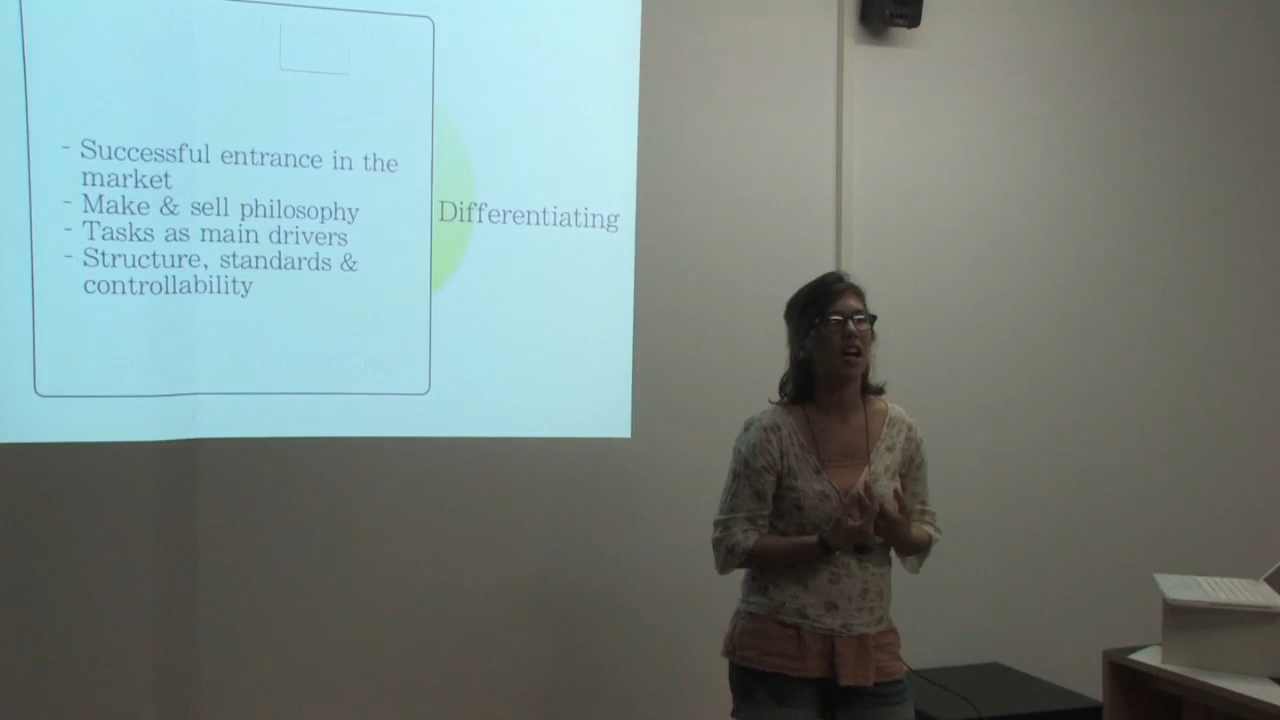 - Successful entrance in the
market
- Make & sell philosophy
- Tasks as main drivers
- Structure, standards &
controllability
Differentiating